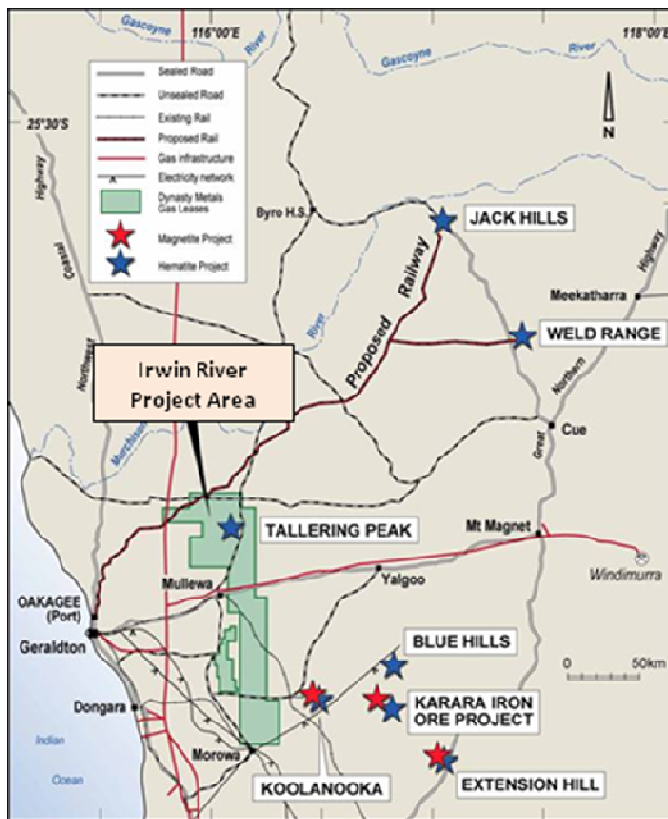 116°00'E
118°00'E
Gascoyne
River
Gascoyne
River
Sealed Road
Unsealed Road
Existing Rail
Proposed Rail
Gas infrastructure
Electricity network
Dynasty Metals
Gas Leases
Magnetite Project
Hematite Project
25°30'S
N
Highway
Coastal
Northwest
Byro H.S.
JACK HILLS
Railway
Proposed
River
Highway
Meekatharra
WELD RANGE
Northern
Great
Irwin River
Project Area
Murchison
Cue
TALLERING PEAK
Mt Magnet
Mullewa
Yalgoo
Windimurra
OAKAGEE
(Port)
Geraldton
BLUE HILLS
50km
0
Dongara
KARARA IRON
ORE PROJECT
Indian
Ocean
Morowa
KOOLANOOKA
EXTENSION HILL